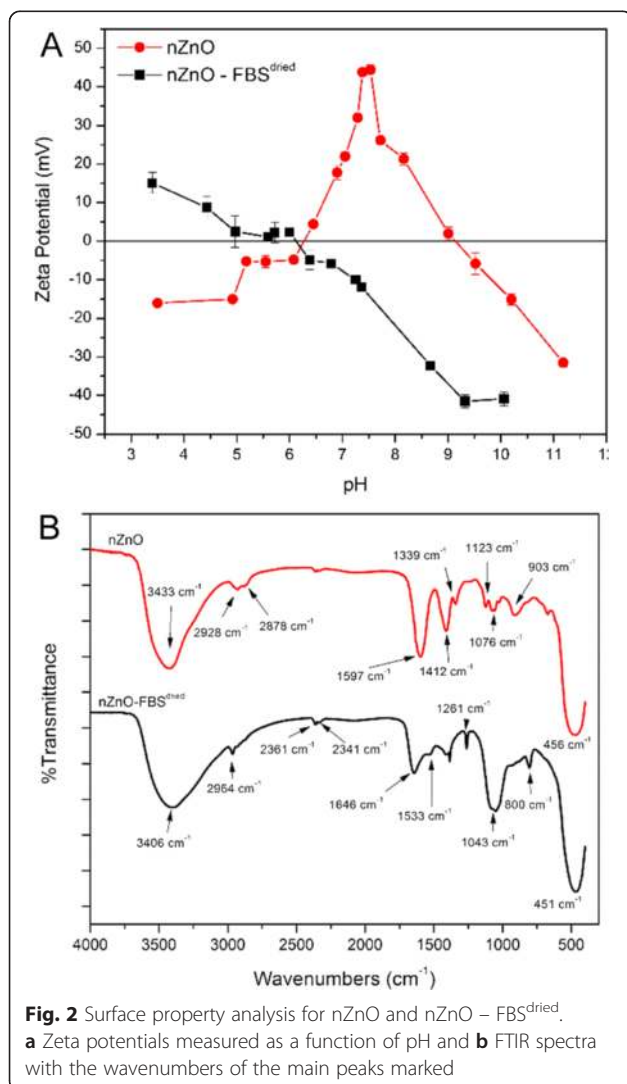 A
nZnO
nZnO - FBS^dried
50
40
30
20
10
0
-10
-20
-30
-40
-50
Zeta Potential (mV)
3 4 5 6 7 8 9 10 11 12
pH
B
nZnO
3433 cm⁻¹
2928 cm⁻¹
2878 cm⁻¹
1597 cm⁻¹
1412 cm⁻¹
1339 cm⁻¹
1123 cm⁻¹
1076 cm⁻¹
903 cm⁻¹
456 cm⁻¹
nZnO-FBS^dried
3406 cm⁻¹
2964 cm⁻¹
2361 cm⁻¹
2341 cm⁻¹
1646 cm⁻¹
1533 cm⁻¹
1261 cm⁻¹
1043 cm⁻¹
800 cm⁻¹
451 cm⁻¹
%Transmittance
4000 3500 3000 2500 2000 1500 1000 500
Wavenumbers (cm⁻¹)
Fig. 2 Surface property analysis for nZnO and nZnO – FBS^dried.
a Zeta potentials measured as a function of pH and b FTIR spectra
with the wavenumbers of the main peaks marked